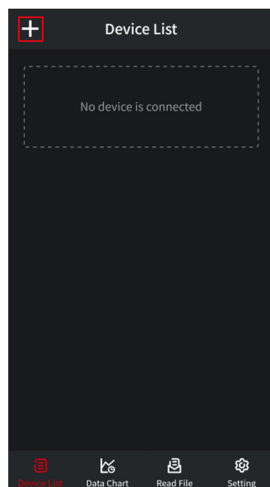 Device List
No device is connected
Device List Data Chart Read File Setting